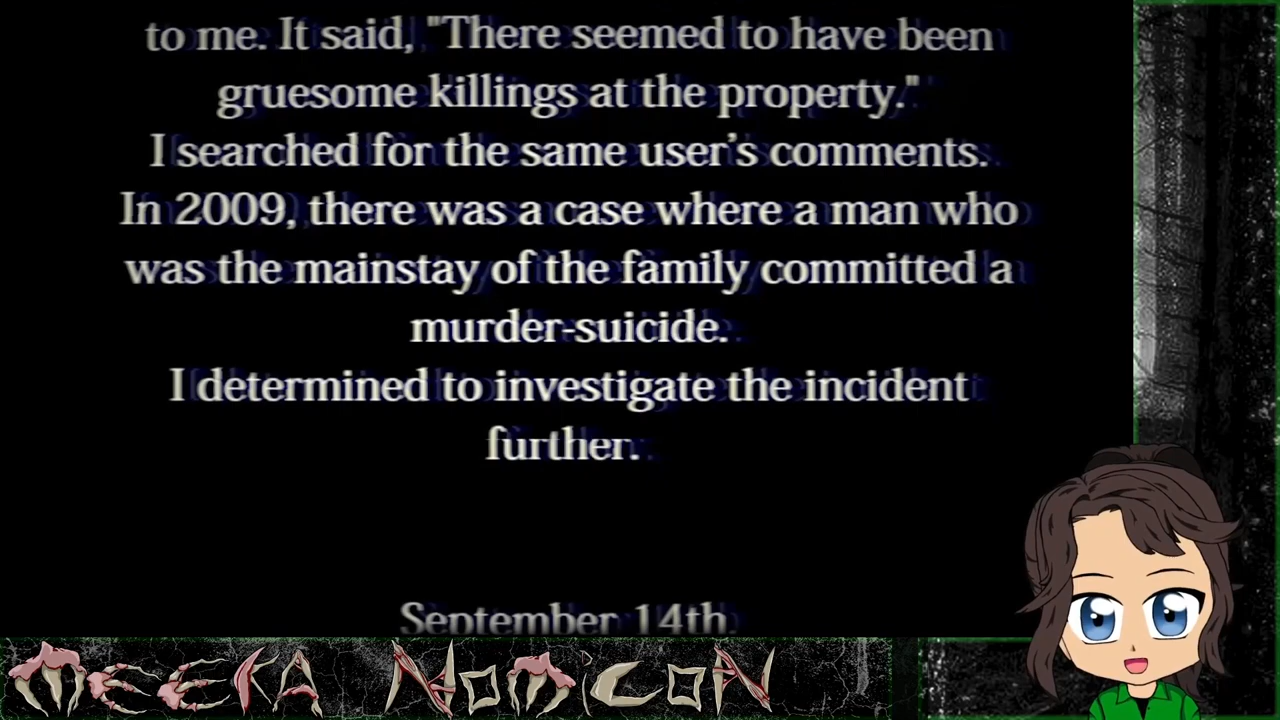 to me. It said, "There seemed to have been
gruesome killings at the property."
I searched for the same user's comments.
In 2009, there was a case where a man who
was the mainstay of the family committed a
murder-suicide.
I determined to investigate the incident
further.
September 14th.
MEEKA NOMICON